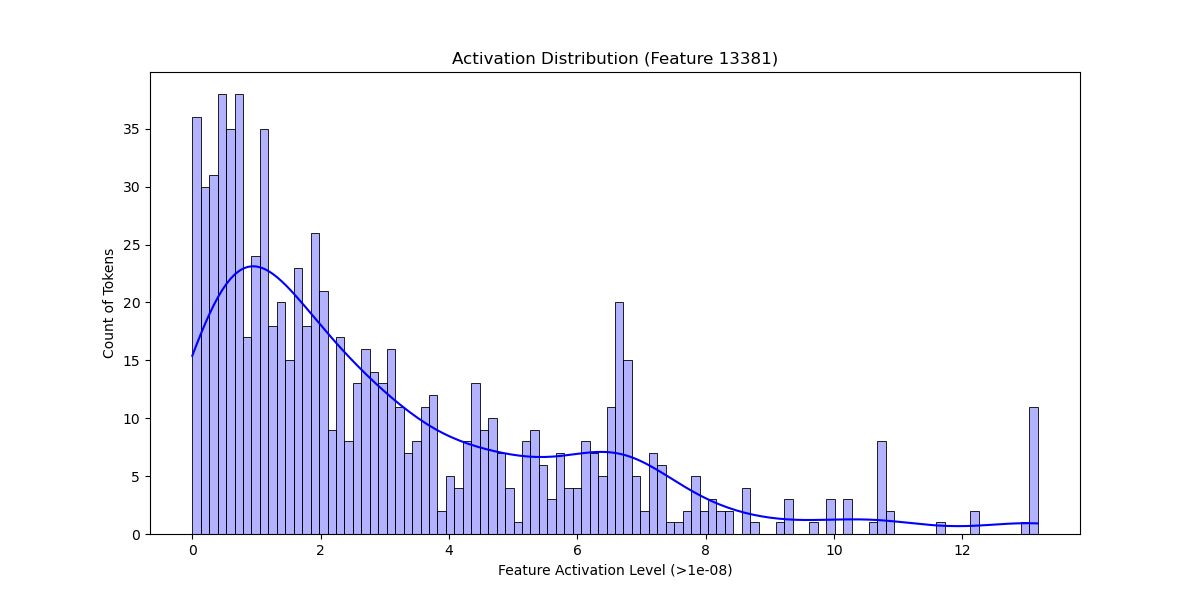 Activation Distribution (Feature 13381)
Count of Tokens
35
30
25
20
15
10
5
0
0 2 4 6 8 10 12
Feature Activation Level (>1e-08)